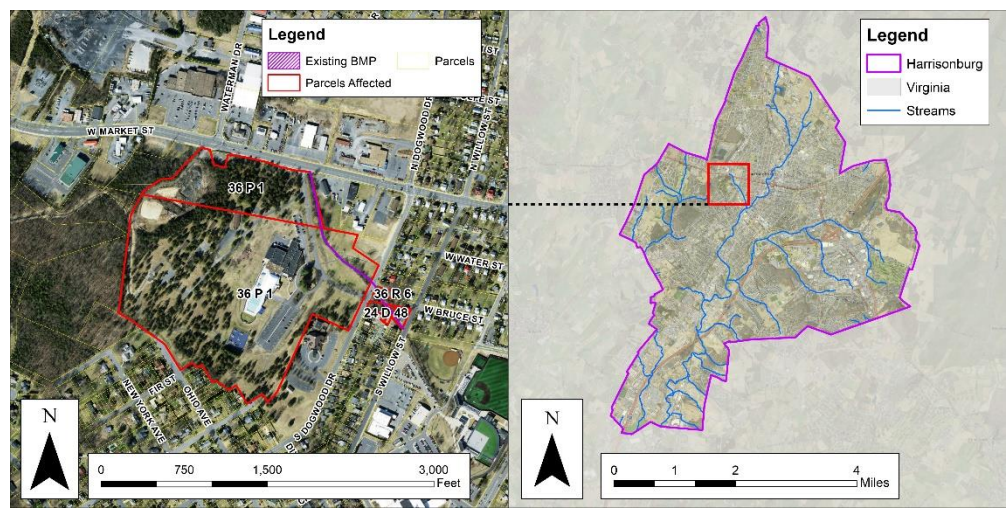 Legend
Existing BMP
Parcels
Parcels Affected
WATERMAN DR
W MARKET ST
N DOGWOOD DR
N WILLOW ST
ST
36 P 1
36 P 1
W WATER ST
36 R 6
24 D 48
W BRUCE ST
S WILLOW ST
S DOGWOOD DR
FIR ST
OHIO AVE
NEW YORK AVE
N
0 750 1,500 3,000
Feet
Legend
Harrisonburg
Virginia
Streams
N
0 1 2 4
Miles